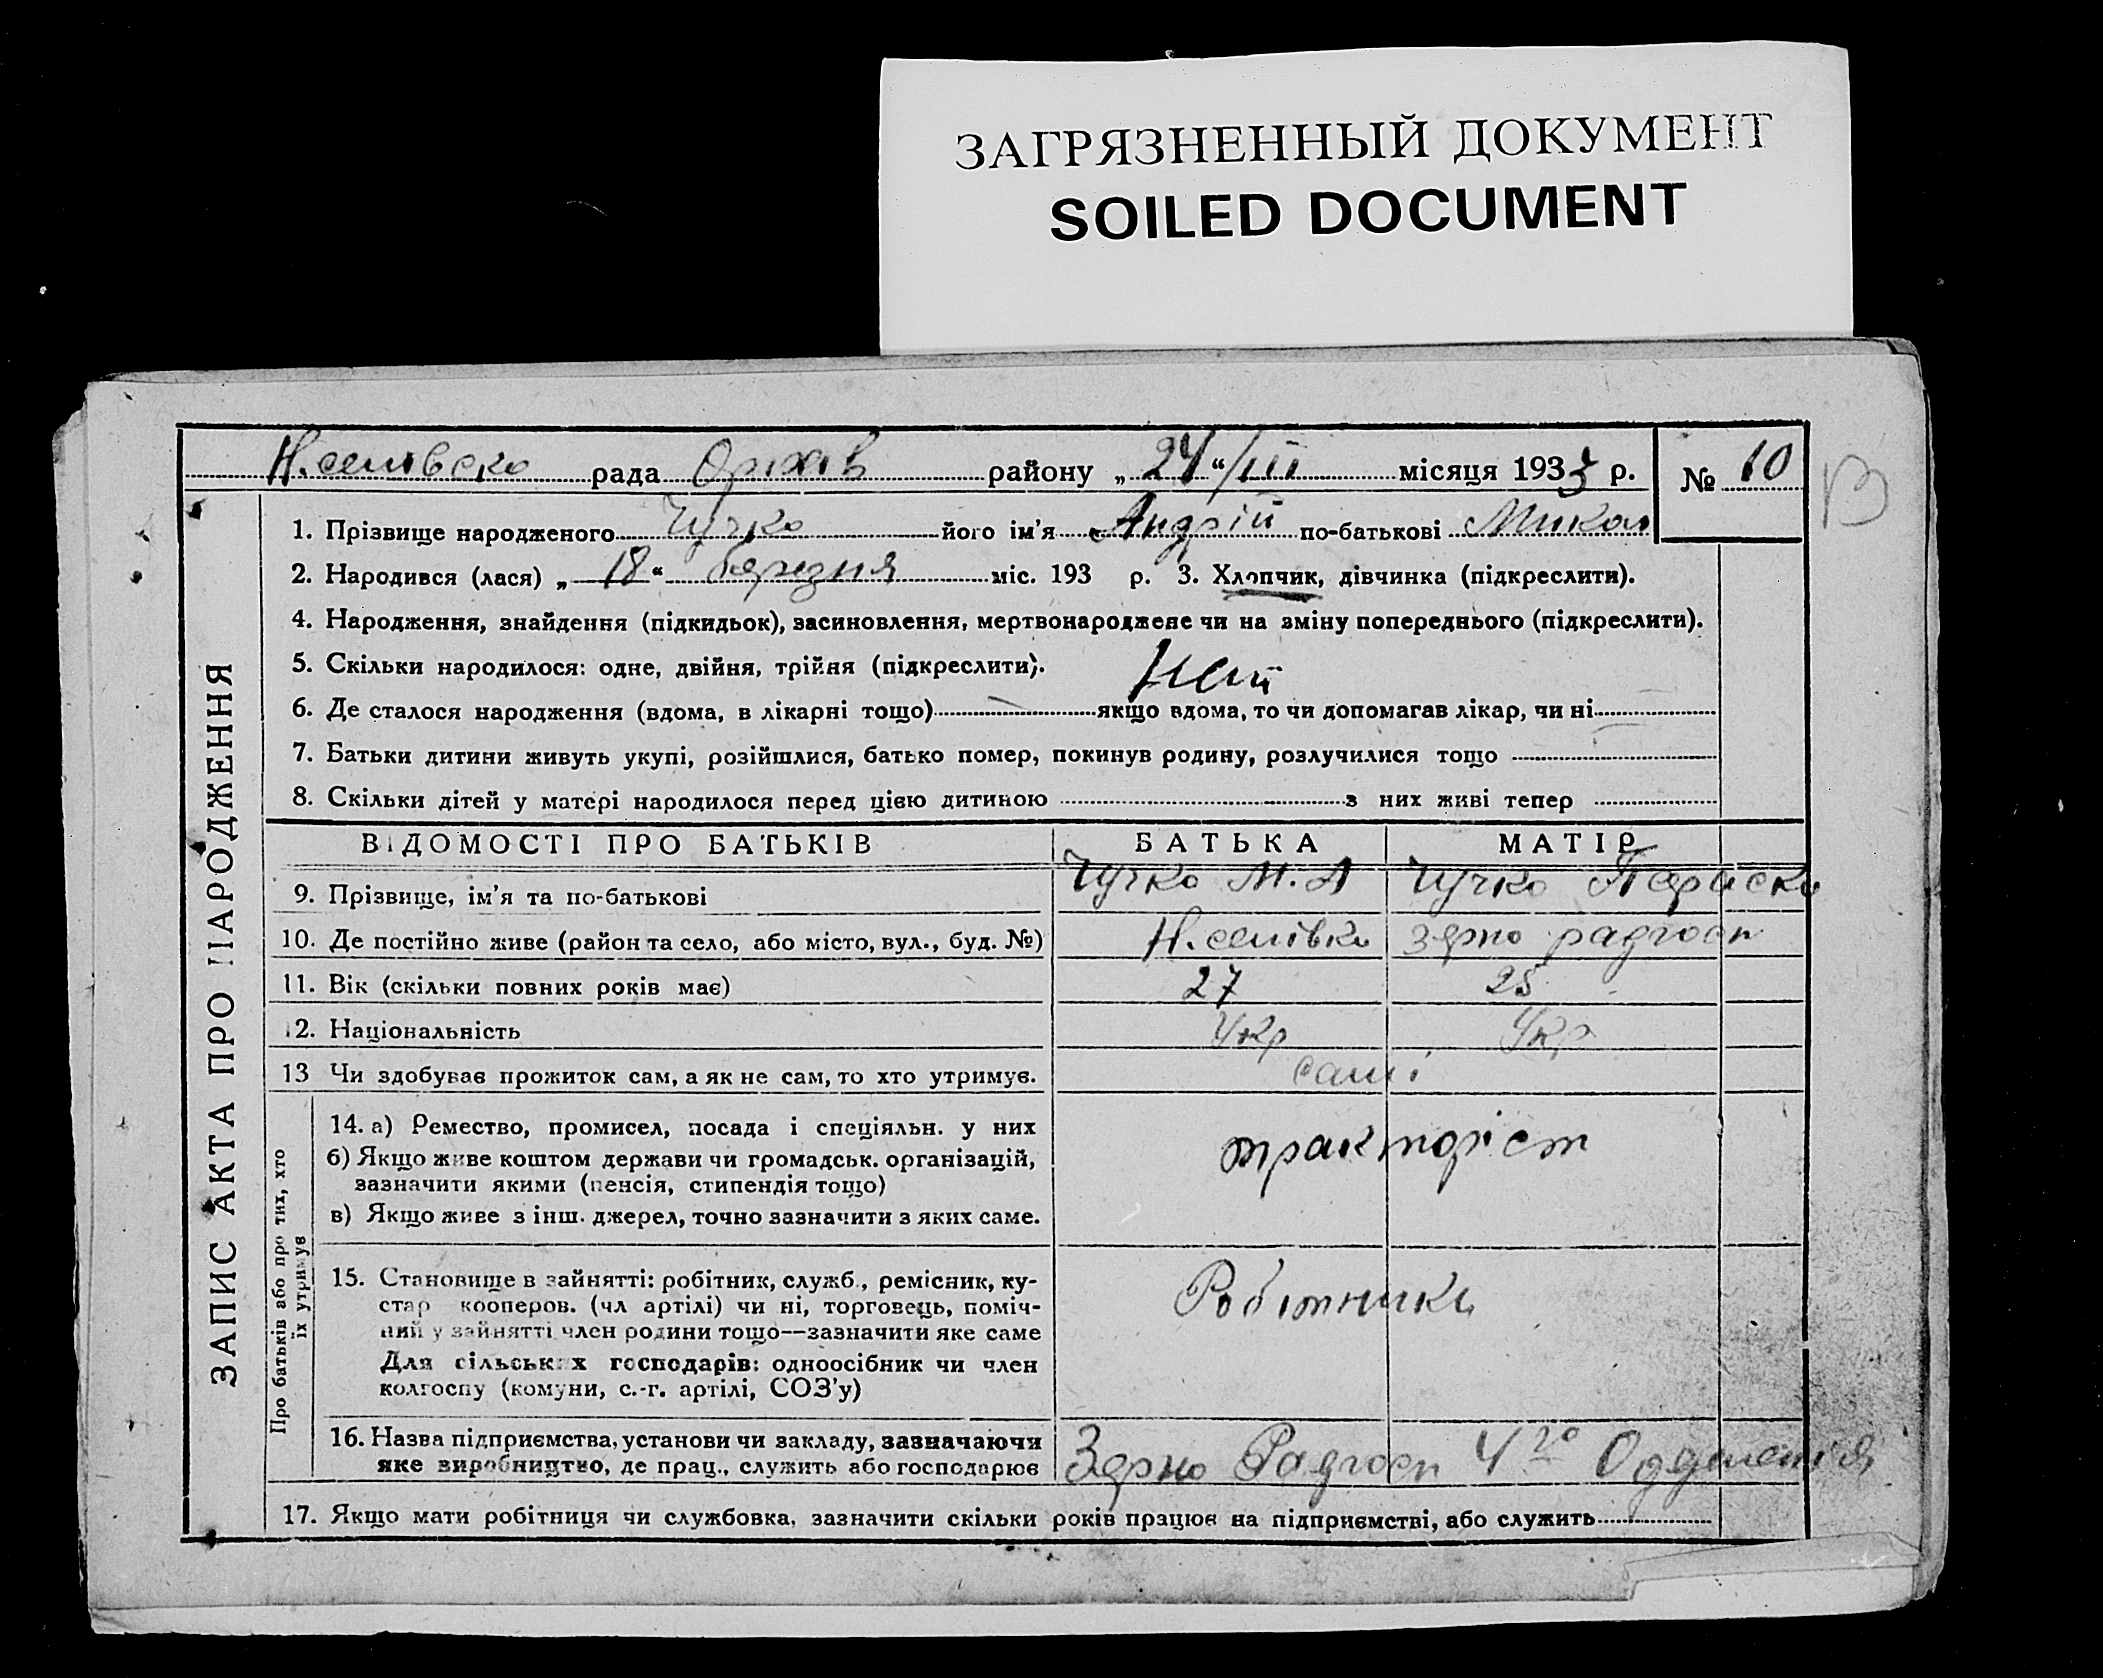 ЗАГРЯЗНЕННЫЙ ДОКУМЕНТ
SOILED DOCUMENT
Н.селівсько рада Оріхів району „24“/III місяця 1933 р. № 10
В
ЗАПИС АКТА ПРО НАРОДЖЕННЯ
1. Прізвище народженого Чучко його ім'я Андрій по-батькові Микол
2. Народився (лася) „18“ березня міс. 193 р. 3. Хлопчик, дівчинка (підкреслити).
4. Народження, знайдення (підкидьок), засиновлення, мертвонароджене чи на зміну попереднього (підкреслити).
5. Скільки народилося: одне, двійня, трійня (підкреслити).
6. Де сталося народження (вдома, в лікарні тощо) якщо вдома, то чи допомагав лікар, чи ні
7. Батьки дитини живуть укупі, розійшлися, батько помер, покинув родину, розлучилися тощо
8. Скільки дітей у матері народилося перед цією дитиною з них живі тепер
ВІДОМОСТІ ПРО БАТЬКІВ БАТЬКА МАТІР
9. Прізвище, ім'я та по-батькові Чучко М. А Чучко Параска
10. Де постійно живе (район та село, або місто, вул., буд. №) Н.селівка зерно радгосп
11. Вік (скільки повних років має) 27 25
12. Національність Укр Укр
13 Чи здобував прожиток сам, а як не сам, то хто утримує. самі
Про батьків або про тих, хто їх утримує
14. а) Ремество, промисел, посада і спеціяльн. у них
б) Якщо живе коштом держави чи громадськ. організацій,
зазначити якими (пенсія, стипендія тощо)
в) Якщо живе з інш. джерел, точно зазначити з яких саме.
тракторіст
15. Становище в зайнятті: робітник, служб., ремісник, ку-
стар кооперов. (чл артілі) чи ні, торговець, поміч-
ний у зайнятті член родини тощо—зазначити яке саме
Для сільських господарів: одноосібник чи член
колгоспу (комуни, с.-г. артілі, СОЗ'у)
Робітники
16. Назва підприємства, установи чи закладу, зазначаючи
яке виробництво, де прац., служить або господарює
Зерно Радгосп 4го Одделенія
17. Якщо мати робітниця чи службовка, зазначити скільки років працює на підприємстві, або служить